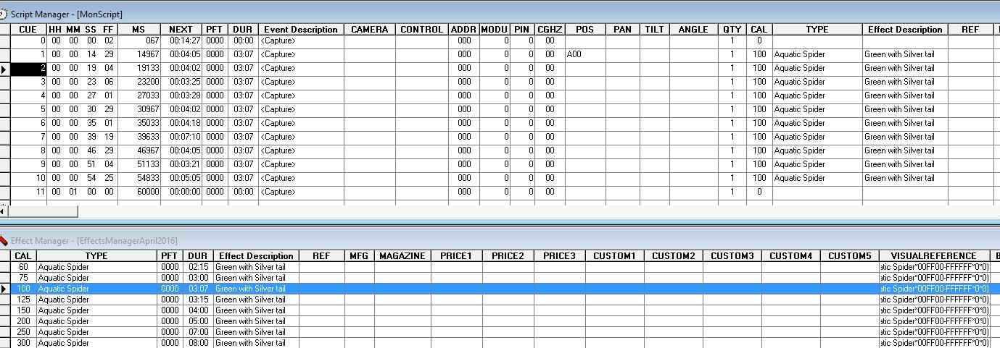 Script Manager - [MonScript]
CUE HH MM SS FF MS NEXT PFT DUR Event Description CAMERA CONTROL ADDR MODU PIN CGHZ POS PAN TILT ANGLE QTY CAL TYPE Effect Description REF
0 00 00 00 02 067 00:14:27 0000 00:00 <Capture> 000 0 0 00 1 0
1 00 00 14 29 14967 00:04:05 0000 03:07 <Capture> 000 0 0 00 A00 1 100 Aquatic Spider Green with Silver tail
2 00 00 19 04 19133 00:04:02 0000 03:07 <Capture> 000 0 0 00 1 100 Aquatic Spider Green with Silver tail
3 00 00 23 06 23200 00:03:25 0000 03:07 <Capture> 000 0 0 00 1 100 Aquatic Spider Green with Silver tail
4 00 00 27 01 27033 00:03:28 0000 03:07 <Capture> 000 0 0 00 1 100 Aquatic Spider Green with Silver tail
5 00 00 30 29 30967 00:04:02 0000 03:07 <Capture> 000 0 0 00 1 100 Aquatic Spider Green with Silver tail
6 00 00 35 01 35033 00:04:18 0000 03:07 <Capture> 000 0 0 00 1 100 Aquatic Spider Green with Silver tail
7 00 00 39 19 39633 00:07:10 0000 03:07 <Capture> 000 0 0 00 1 100 Aquatic Spider Green with Silver tail
8 00 00 46 29 46967 00:04:05 0000 03:07 <Capture> 000 0 0 00 1 100 Aquatic Spider Green with Silver tail
9 00 00 51 04 51133 00:03:21 0000 03:07 <Capture> 000 0 0 00 1 100 Aquatic Spider Green with Silver tail
10 00 00 54 25 54833 00:05:05 0000 03:07 <Capture> 000 0 0 00 1 100 Aquatic Spider Green with Silver tail
11 00 01 00 00 60000 00:00:00 0000 00:00 <Capture> 000 0 0 00 1 0
Effect Manager - [EffectsManagerApril2016]
CAL TYPE PFT DUR Effect Description REF MFG MAGAZINE PRICE1 PRICE2 PRICE3 CUSTOM1 CUSTOM2 CUSTOM3 CUSTOM4 CUSTOM5 VISUALREFERENCE
60 Aquatic Spider 0000 02:15 Green with Silver tail atic Spider*00FF00-FFFFFF*0*0)
75 Aquatic Spider 0000 03:00 Green with Silver tail atic Spider*00FF00-FFFFFF*0*0)
100 Aquatic Spider 0000 03:07 Green with Silver tail atic Spider*00FF00-FFFFFF*0*0)
125 Aquatic Spider 0000 03:15 Green with Silver tail atic Spider*00FF00-FFFFFF*0*0)
150 Aquatic Spider 0000 04:00 Green with Silver tail atic Spider*00FF00-FFFFFF*0*0)
200 Aquatic Spider 0000 05:00 Green with Silver tail atic Spider*00FF00-FFFFFF*0*0)
250 Aquatic Spider 0000 07:00 Green with Silver tail atic Spider*00FF00-FFFFFF*0*0)
300 Aquatic Spider 0000 08:00 Green with Silver tail atic Spider*00FF00-FFFFFF*0*0)